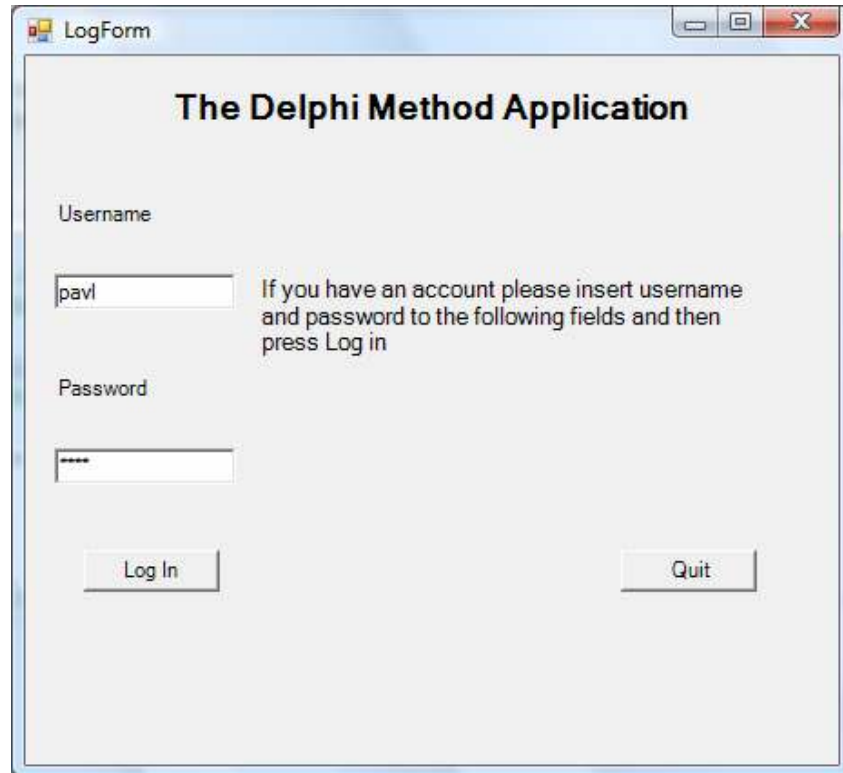 LogForm
The Delphi Method Application
Username
pavl
If you have an account please insert username
and password to the following fields and then
press Log in
Password
****
Log In
Quit